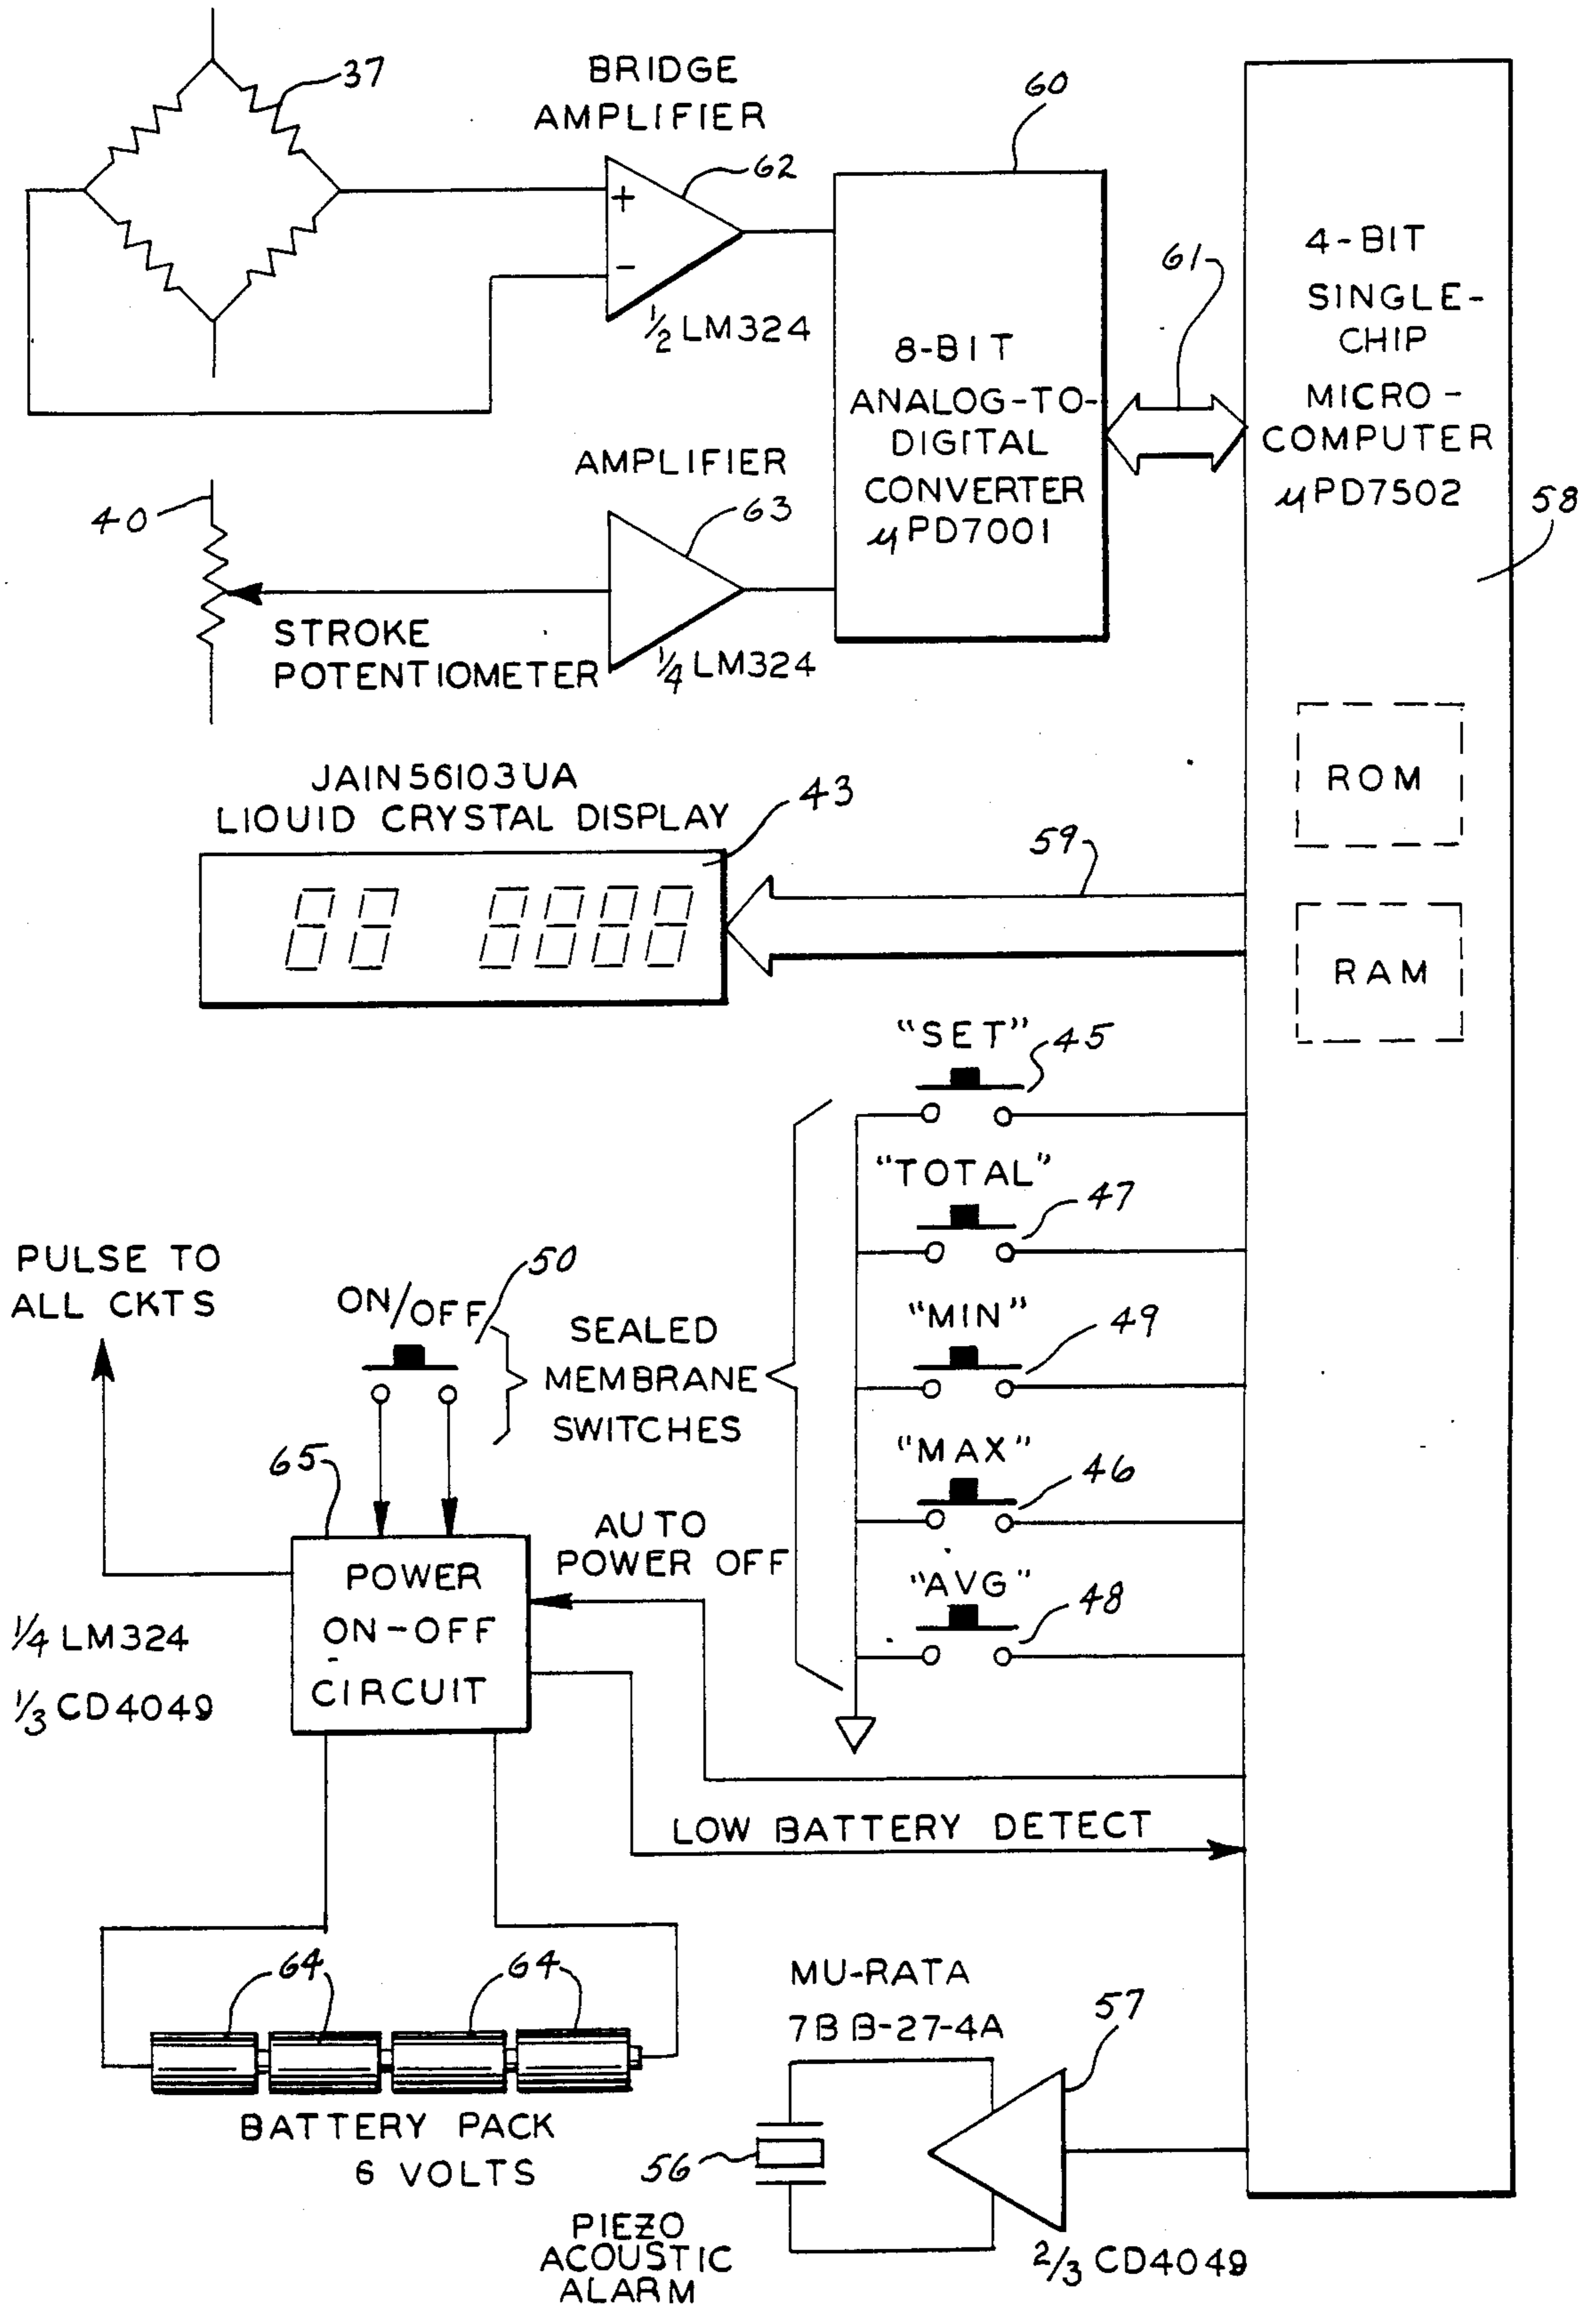 37
BRIDGE
AMPLIFIER
62
+
−
½ LM324
60
8-BIT
ANALOG-TO-
DIGITAL
CONVERTER
μPD7001
61
4-BIT
SINGLE-
CHIP
MICRO-
COMPUTER
μPD7502
58
40
STROKE
POTENTIOMETER
AMPLIFIER
63
¼ LM324
ROM
RAM
JAIN56103UA
LIOUID CRYSTAL DISPLAY
43
88 8888
59
"SET"
45
"TOTAL"
47
"MIN"
49
"MAX"
46
"AVG"
48
PULSE TO
ALL CKTS
ON/OFF
50
SEALED
MEMBRANE
SWITCHES
65
POWER
ON-OFF
CIRCUIT
AUTO
POWER OFF
¼ LM324
⅓ CD4049
LOW BATTERY DETECT
64
64
BATTERY PACK
6 VOLTS
MU-RATA
7BB-27-4A
57
56
PIEZO
ACOUSTIC
ALARM
2/3 CD4049